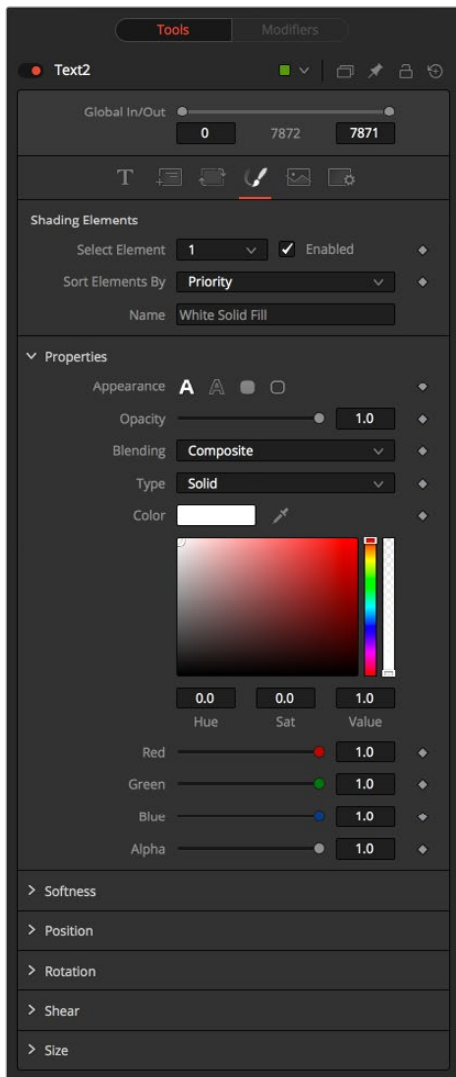 Tools Modifiers
Text2
Global In/Out
0 7872 7871
T
Shading Elements
Select Element 1 Enabled
Sort Elements By Priority
Name White Solid Fill
Properties
Appearance A A
Opacity 1.0
Blending Composite
Type Solid
Color
0.0 0.0 1.0
Hue Sat Value
Red 1.0
Green 1.0
Blue 1.0
Alpha 1.0
Softness
Position
Rotation
Shear
Size